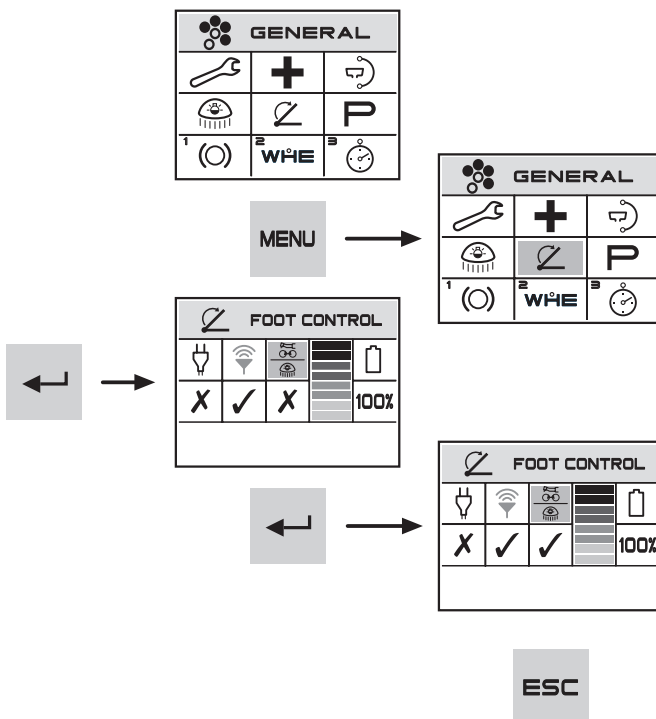 GENERAL
P
1 2 WHE 3
MENU
GENERAL
P
1 2 WHE 3
FOOT CONTROL
100%
FOOT CONTROL
100%
ESC